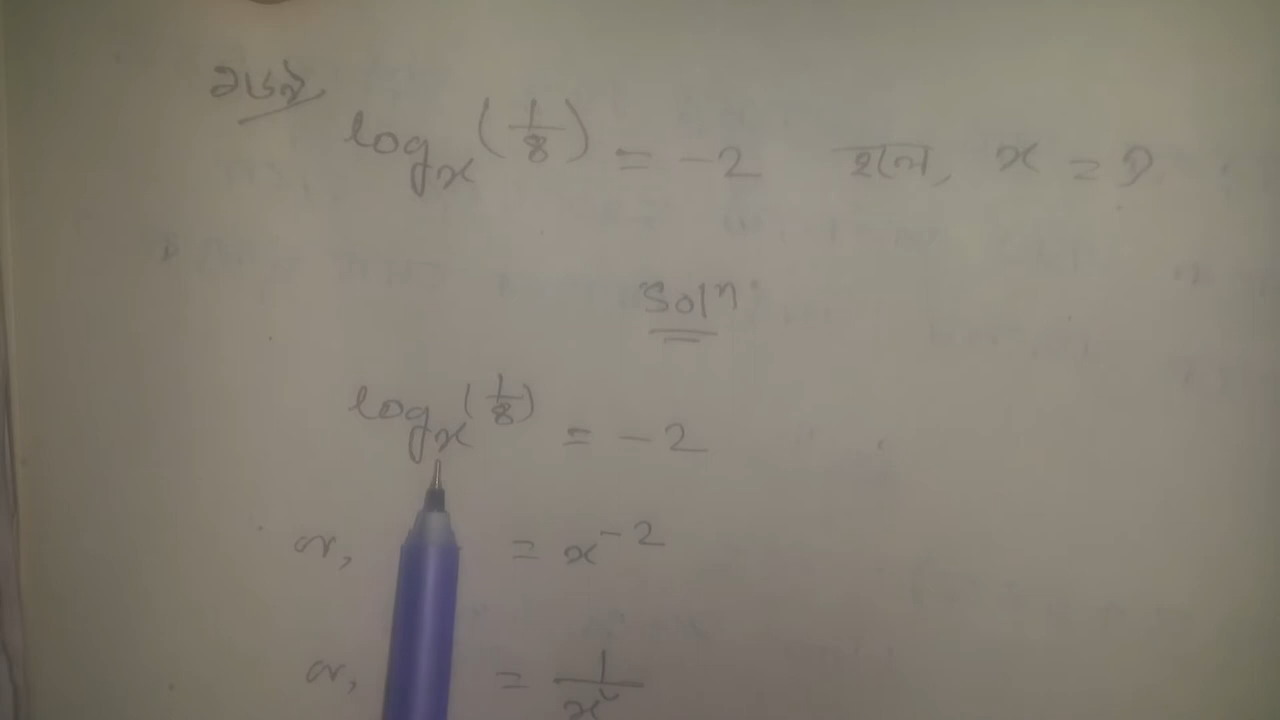 log_x (1/8) = -2 হলে, x = ?
Solⁿ
log_x (1/8) = -2
or, = x⁻²
or, = 1/x²